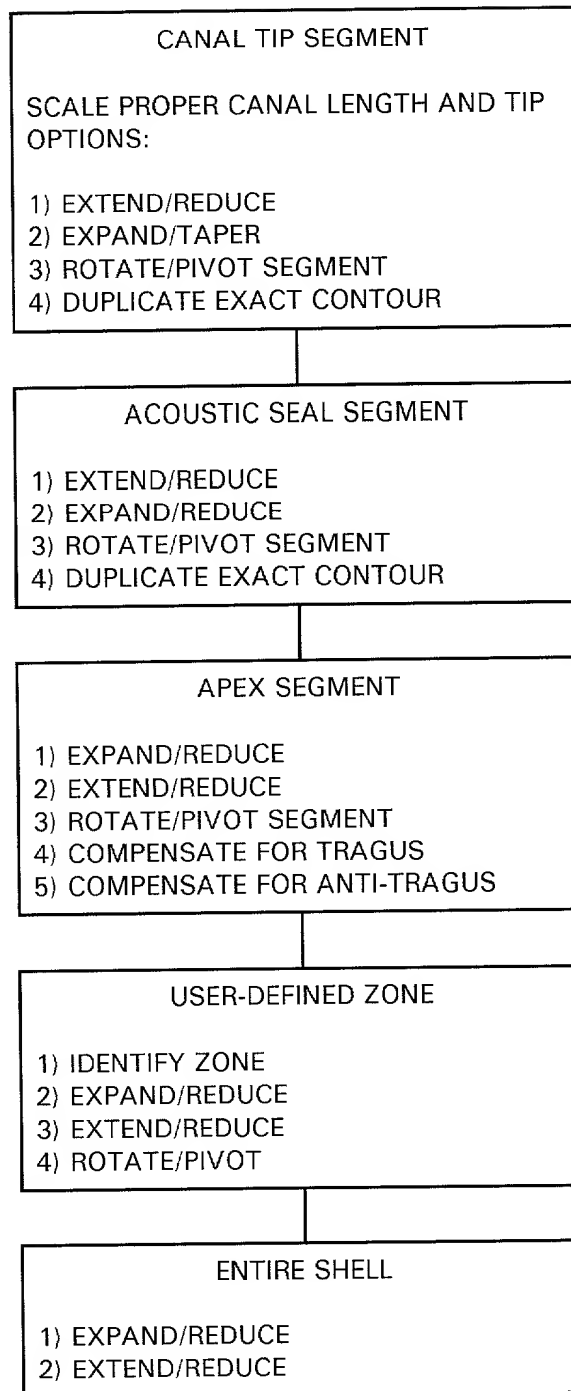 CANAL TIP SEGMENT
SCALE PROPER CANAL LENGTH AND TIP
OPTIONS:
1) EXTEND/REDUCE
2) EXPAND/TAPER
3) ROTATE/PIVOT SEGMENT
4) DUPLICATE EXACT CONTOUR
ACOUSTIC SEAL SEGMENT
1) EXTEND/REDUCE
2) EXPAND/REDUCE
3) ROTATE/PIVOT SEGMENT
4) DUPLICATE EXACT CONTOUR
APEX SEGMENT
1) EXPAND/REDUCE
2) EXTEND/REDUCE
3) ROTATE/PIVOT SEGMENT
4) COMPENSATE FOR TRAGUS
5) COMPENSATE FOR ANTI-TRAGUS
USER-DEFINED ZONE
1) IDENTIFY ZONE
2) EXPAND/REDUCE
3) EXTEND/REDUCE
4) ROTATE/PIVOT
ENTIRE SHELL
1) EXPAND/REDUCE
2) EXTEND/REDUCE